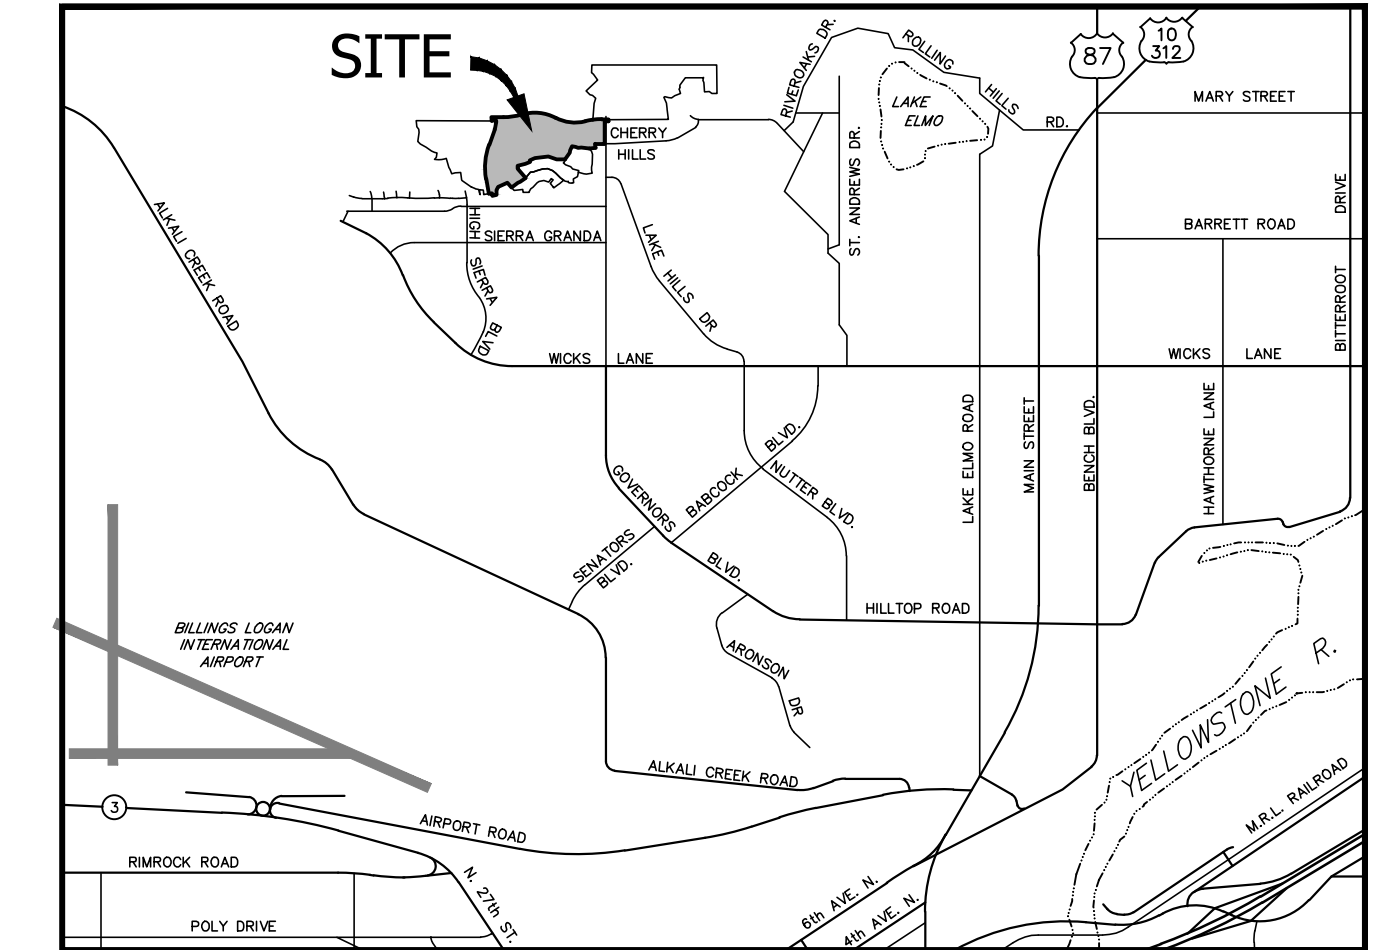 SITE
RIVEROAKS DR.
ROLLING
HILLS
RD.
LAKE
ELMO
87
10
312
MARY STREET
CHERRY
HILLS
ST. ANDREWS DR.
DRIVE
BITTERROOT
BARRETT ROAD
ALKALI CREEK ROAD
HIGH
SIERRA
BLVD
SIERRA GRANDA
LAKE
HILLS
DR
WICKS
LANE
WICKS
LANE
LAKE ELMO ROAD
MAIN STREET
BENCH BLVD.
HAWTHORNE LANE
GOVERNORS
BLVD.
BABCOCK
BLVD.
NUTTER BLVD.
SENATORS
BLVD.
HILLTOP ROAD
BILLINGS LOGAN
INTERNATIONAL
AIRPORT
ARONSON
DR
YELLOWSTONE R.
ALKALI CREEK ROAD
M.R.L. RAILROAD
3
AIRPORT ROAD
RIMROCK ROAD
N. 27th ST.
6th AVE. N.
4th AVE. N.
POLY DRIVE